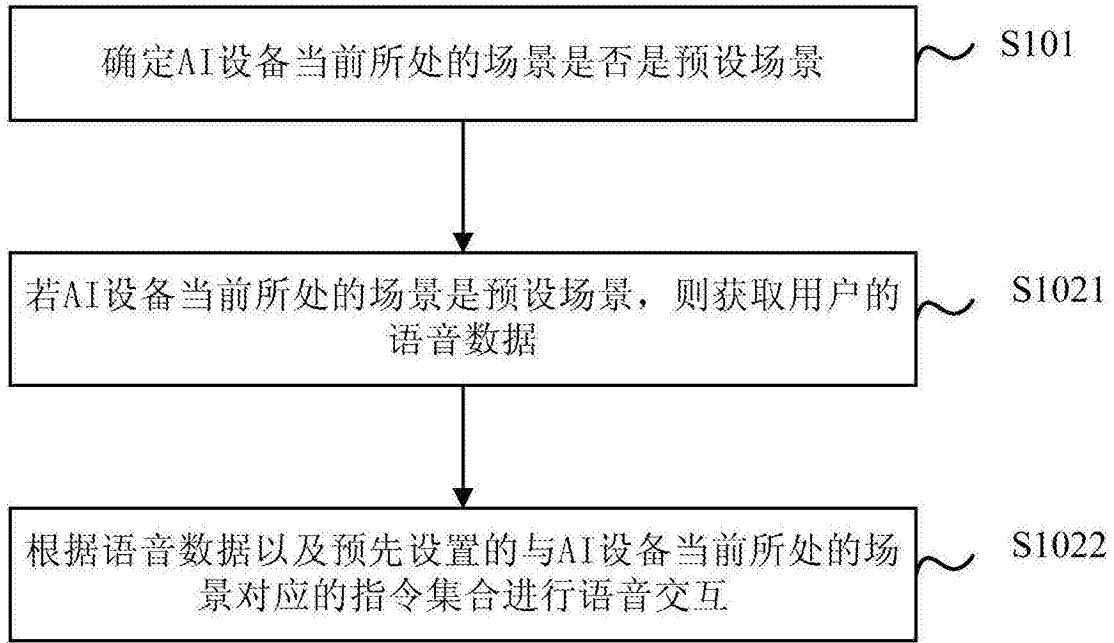 确定AI设备当前所处的场景是否是预设场景
S101
若AI设备当前所处的场景是预设场景，则获取用户的
语音数据
S1021
根据语音数据以及预先设置的与AI设备当前所处的场
景对应的指令集合进行语音交互
S1022